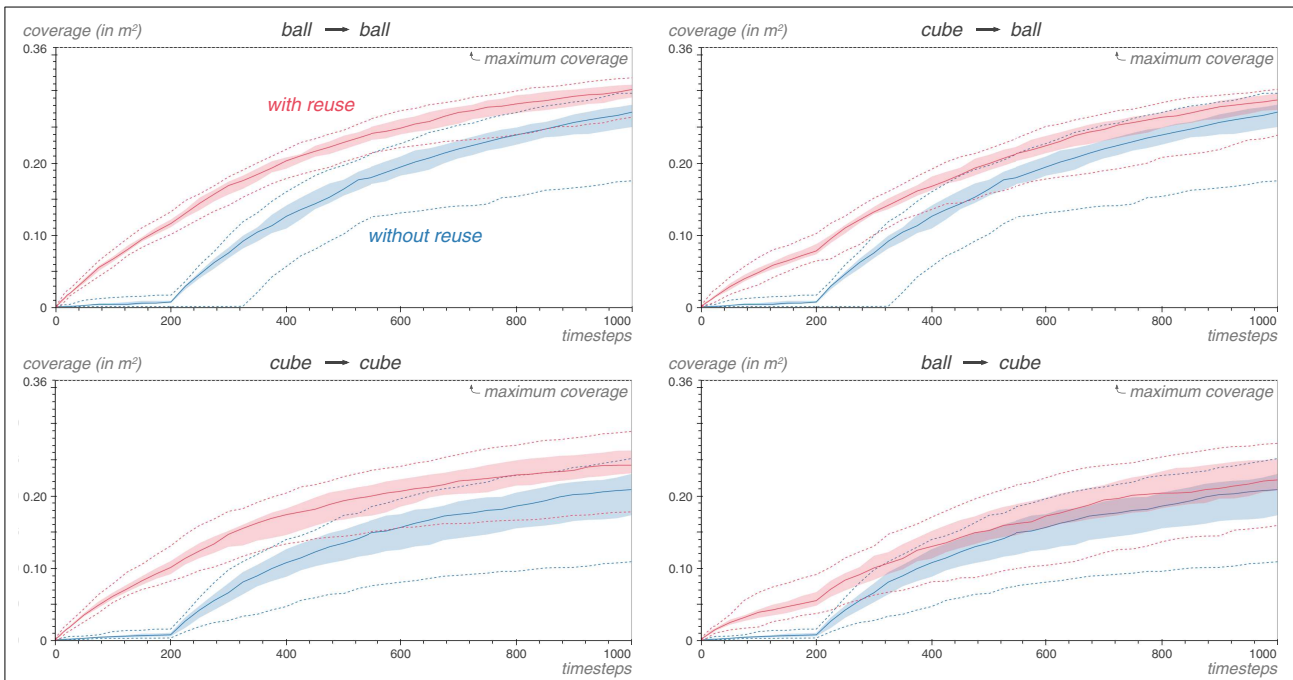 coverage (in m²)
ball → ball
0.36
maximum coverage
with reuse
0.20
without reuse
0.10
0
0 200 400 600 800 1000
timesteps
coverage (in m²)
cube → ball
0.36
maximum coverage
0.20
0.10
0
0 200 400 600 800 1000
timesteps
coverage (in m²)
cube → cube
0.36
maximum coverage
0.20
0.10
0
0 200 400 600 800 1000
timesteps
coverage (in m²)
ball → cube
0.36
maximum coverage
0.20
0.10
0
0 200 400 600 800 1000
timesteps